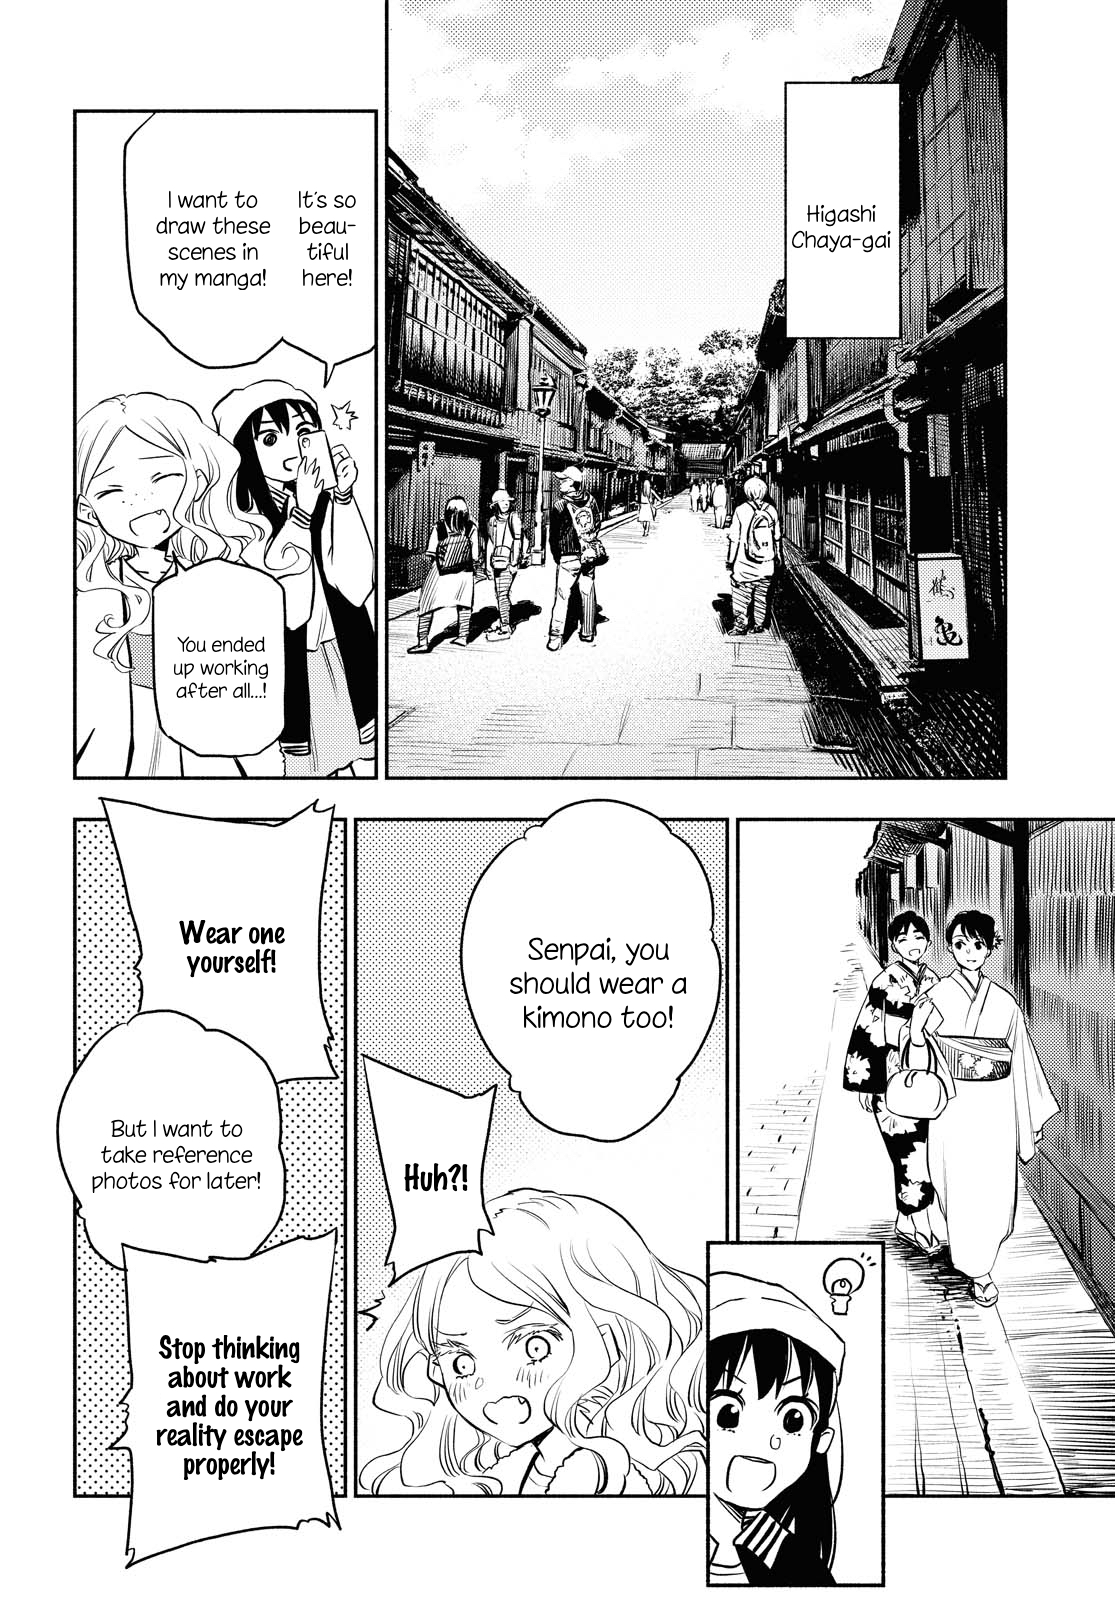 Higashi
Chaya-gai
鶴
亀
It's so
beau-
tiful
here!
I want to
draw these
scenes in
my manga!
You ended
up working
after all...!
Senpai, you
should wear a
kimono too!
Huh?!
Wear one
yourself!
But I want to
take reference
photos for later!
Stop thinking
about work
and do your
reality escape
properly!